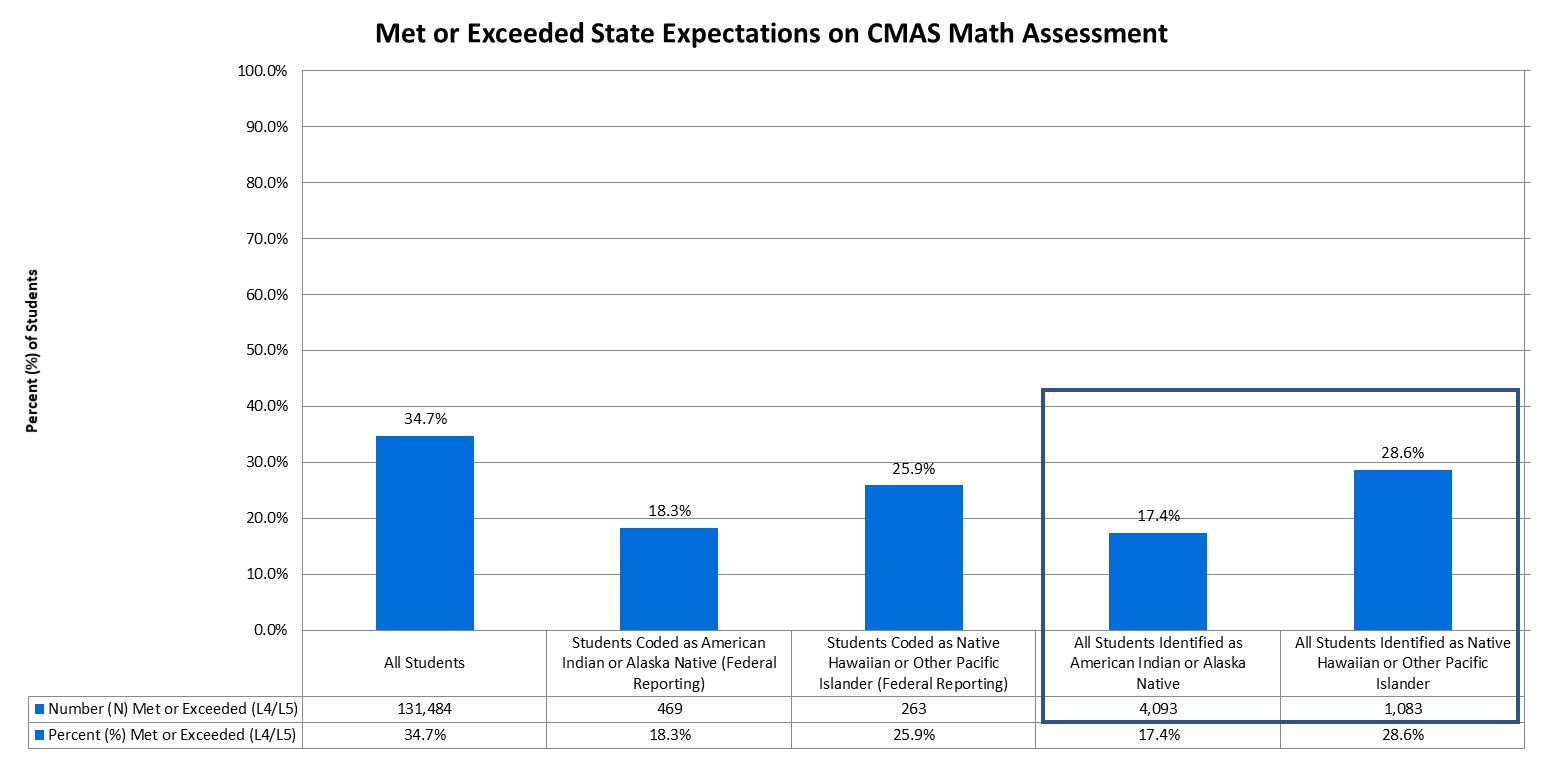 Met or Exceeded State Expectations on CMAS Math Assessment
Percent (%) of Students
100.0%
90.0%
80.0%
70.0%
60.0%
50.0%
40.0%
30.0%
20.0%
10.0%
0.0%
34.7%
18.3%
25.9%
17.4%
28.6%
All Students
Students Coded as American
Indian or Alaska Native (Federal
Reporting)
Students Coded as Native
Hawaiian or Other Pacific
Islander (Federal Reporting)
All Students Identified as
American Indian or Alaska
Native
All Students Identified as Native
Hawaiian or Other Pacific
Islander
Number (N) Met or Exceeded (L4/L5) 131,484 469 263 4,093 1,083
Percent (%) Met or Exceeded (L4/L5) 34.7% 18.3% 25.9% 17.4% 28.6%